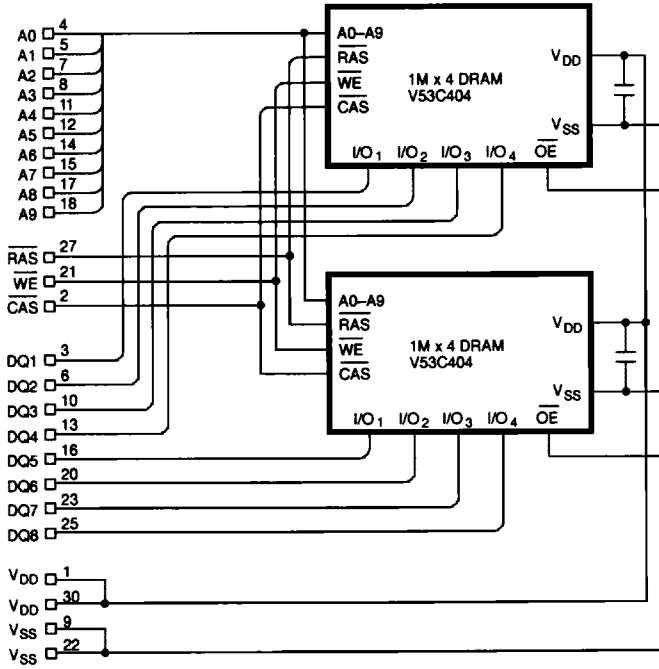 A0 4
A1 5
A2 7
A3 8
A4 11
A5 12
A6 14
A7 15
A8 17
A9 18
RAS 27
WE 21
CAS 2
DQ1 3
DQ2 6
DQ3 10
DQ4 13
DQ5 16
DQ6 20
DQ7 23
DQ8 25
VDD 1
VDD 30
VSS 9
VSS 22
A0–A9
RAS
WE
CAS
1M x 4 DRAM
V53C404
VDD
VSS
I/O1 I/O2 I/O3 I/O4 OE
A0–A9
RAS
WE
CAS
1M x 4 DRAM
V53C404
VDD
VSS
I/O1 I/O2 I/O3 I/O4 OE